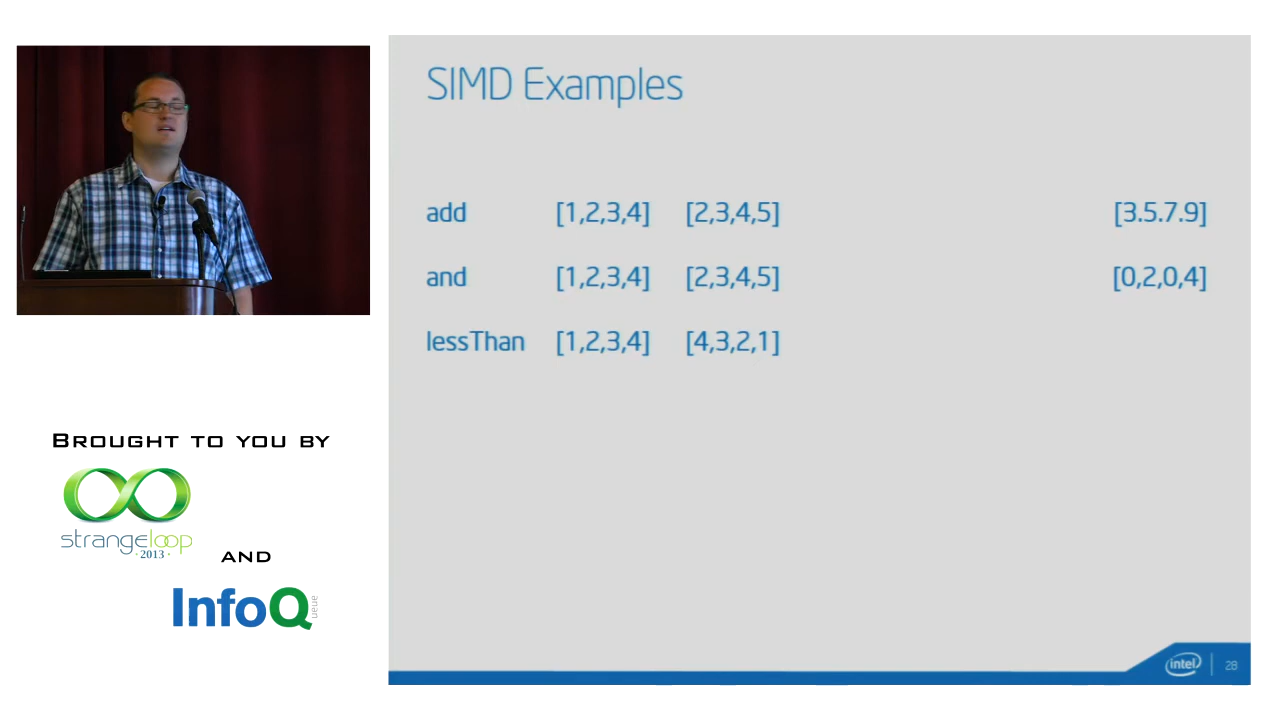 SIMD Examples
add [1,2,3,4] [2,3,4,5] [3.5.7.9]
and [1,2,3,4] [2,3,4,5] [0,2,0,4]
lessThan [1,2,3,4] [4,3,2,1]
BROUGHT TO YOU BY
strangeloop
·2013·
AND
InfoQ
intel
28